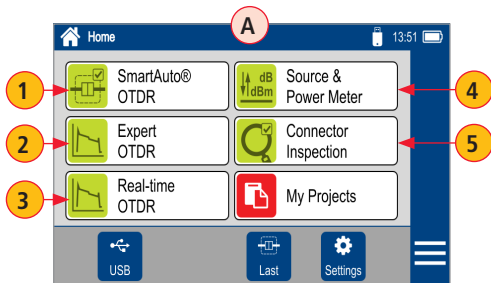 A
Home
13:51
1
SmartAuto®
OTDR
dB
dBm
Source &
Power Meter
4
2
Expert
OTDR
Connector
Inspection
5
3
Real-time
OTDR
My Projects
USB
Last
Settings